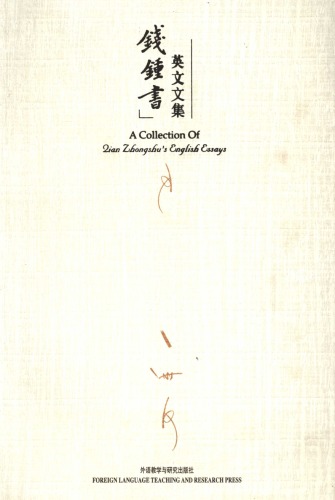 錢鍾書」
英文文集
A Collection Of
Qian Zhongshu's English Essays
外语教学与研究出版社
FOREIGN LANGUAGE TEACHING AND RESEARCH PRESS